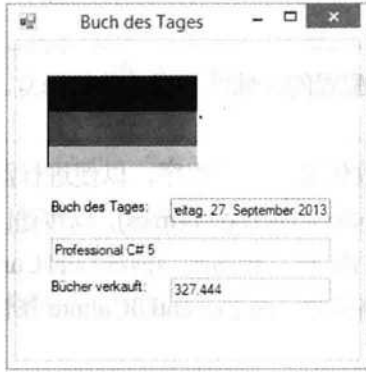 Buch des Tages
Buch des Tages: eitag, 27. September 2013
Professional C# 5
Bücher verkauft: 327,444